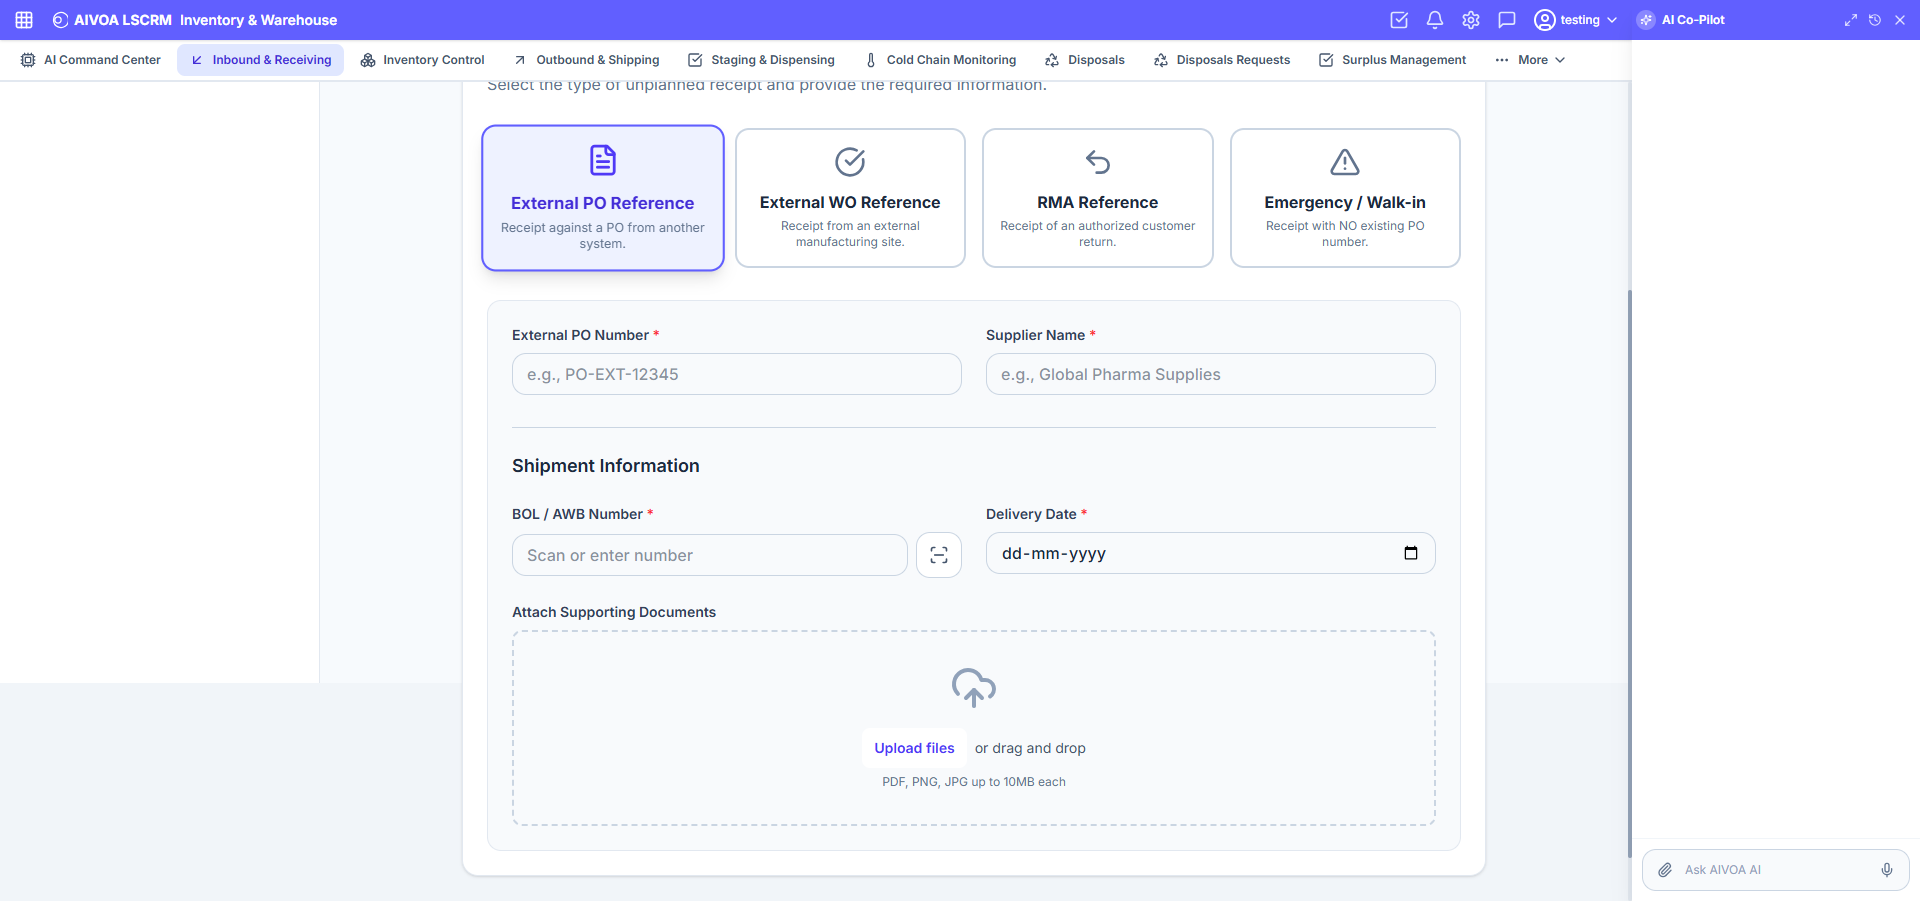 AIVOA LSCRM Inventory & Warehouse
testing
AI Co-Pilot
AI Command Center
Inbound & Receiving
Inventory Control
Outbound & Shipping
Staging & Dispensing
Cold Chain Monitoring
Disposals
Disposals Requests
Surplus Management
More
Select the type of unplanned receipt and provide the required information.
External PO Reference
Receipt against a PO from another
system.
External WO Reference
Receipt from an external
manufacturing site.
RMA Reference
Receipt of an authorized customer
return.
Emergency / Walk-in
Receipt with NO existing PO
number.
External PO Number *
e.g., PO-EXT-12345
Supplier Name *
e.g., Global Pharma Supplies
Shipment Information
BOL / AWB Number *
Scan or enter number
Delivery Date *
dd-mm-yyyy
Attach Supporting Documents
Upload files or drag and drop
PDF, PNG, JPG up to 10MB each
Ask AIVOA AI